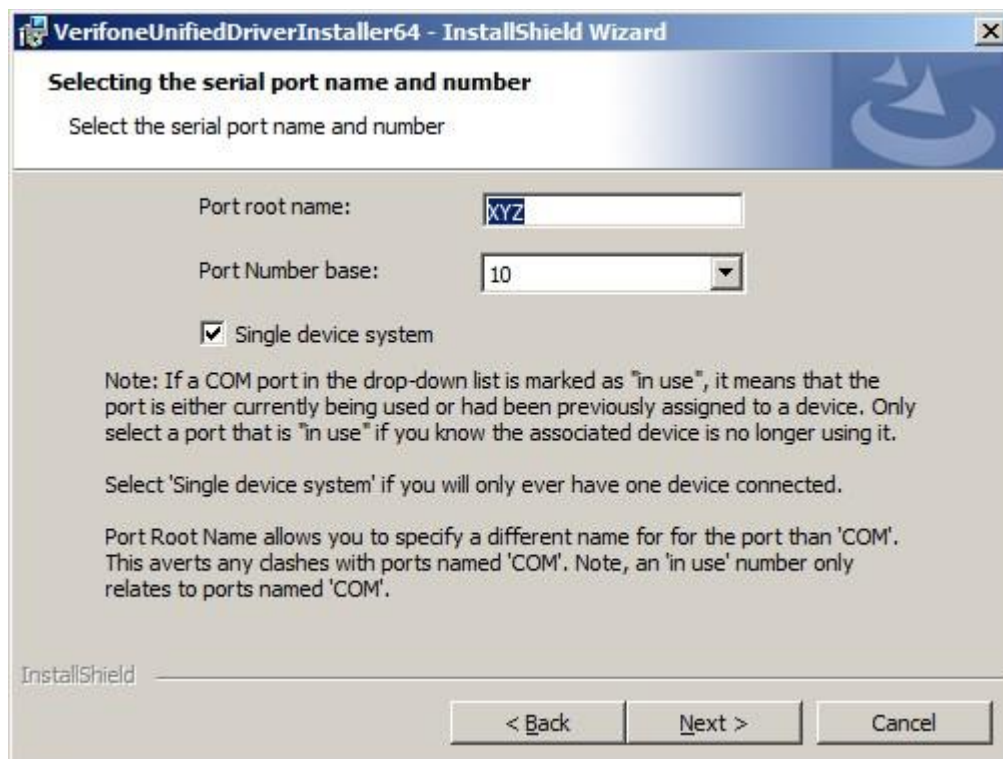 VerifoneUnifiedDriverInstaller64 - InstallShield Wizard
Selecting the serial port name and number
Select the serial port name and number
Port root name:
XYZ
Port Number base:
10
Single device system
Note: If a COM port in the drop-down list is marked as "in use", it means that the
port is either currently being used or had been previously assigned to a device. Only
select a port that is "in use" if you know the associated device is no longer using it.
Select 'Single device system' if you will only ever have one device connected.
Port Root Name allows you to specify a different name for for the port than 'COM'.
This averts any clashes with ports named 'COM'. Note, an 'in use' number only
relates to ports named 'COM'.
InstallShield
< Back
Next >
Cancel